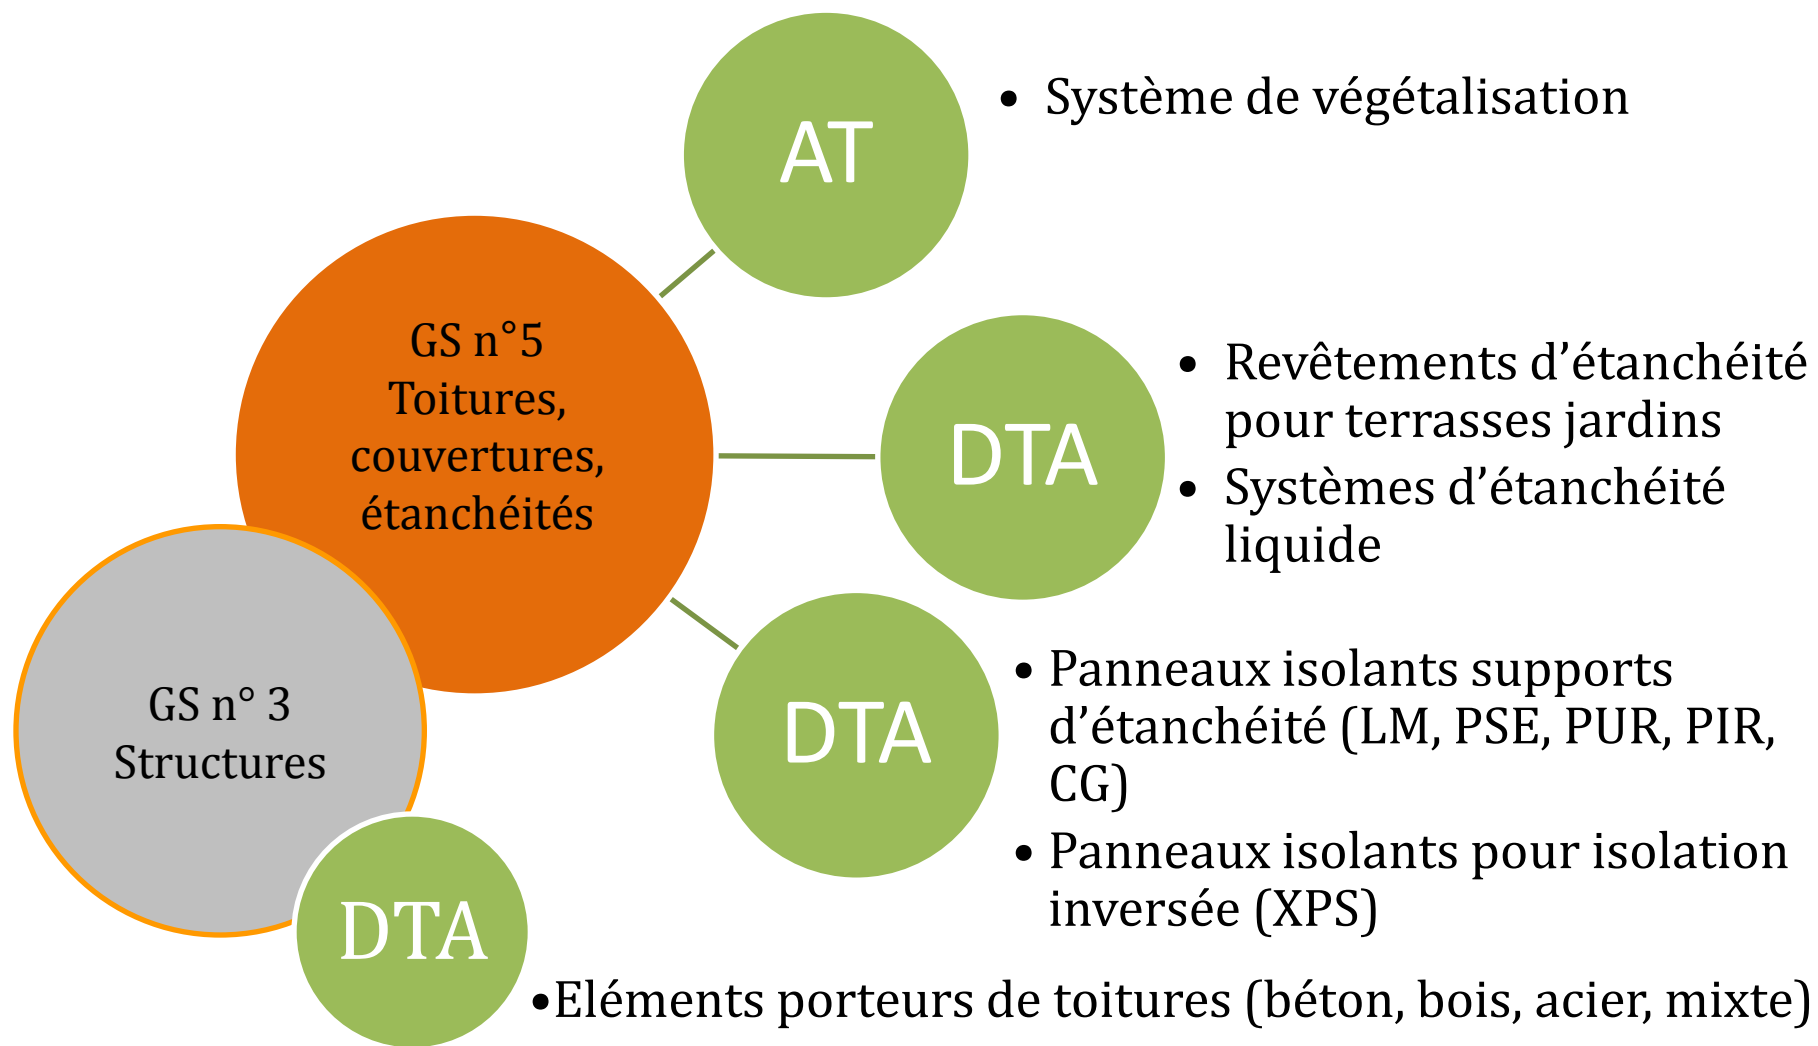 AT
• Système de végétalisation
GS n°5
Toitures,
couvertures,
étanchéités
DTA
• Revêtements d’étanchéité
pour terrasses jardins
• Systèmes d’étanchéité
liquide
DTA
• Panneaux isolants supports
d’étanchéité (LM, PSE, PUR, PIR,
CG)
• Panneaux isolants pour isolation
inversée (XPS)
GS n° 3
Structures
DTA
•Eléments porteurs de toitures (béton, bois, acier, mixte)